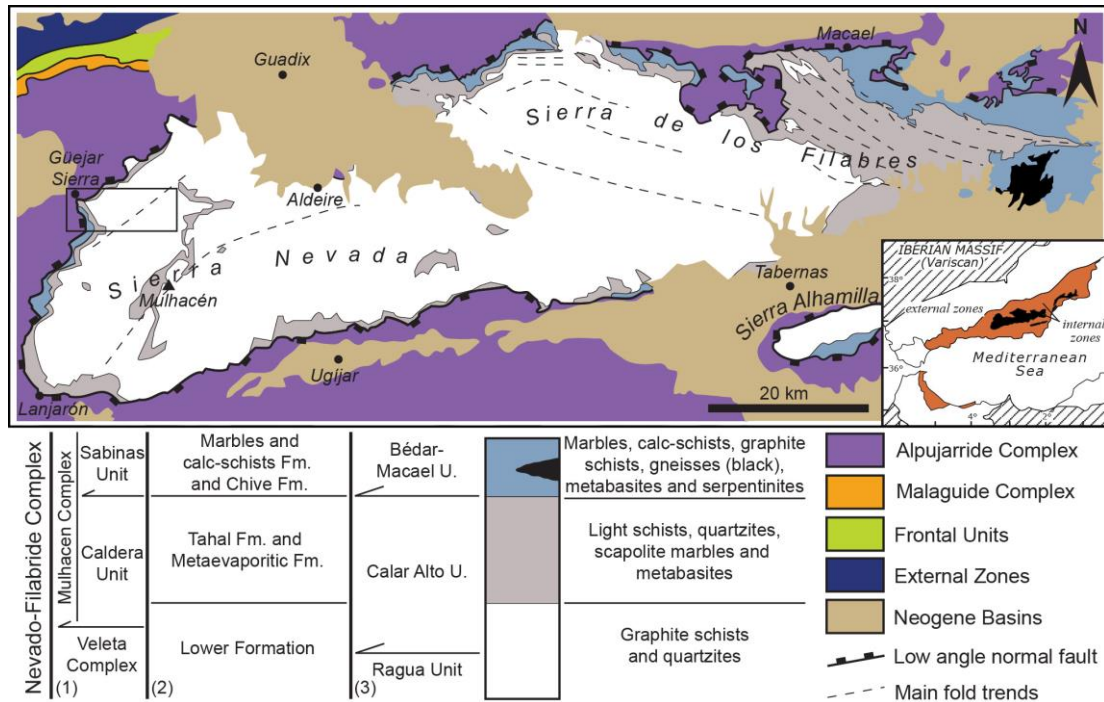 Guadix
Macael
N
Sierra de los Filabres
Güejar
Sierra
Aldeire
Sierra Nevada
Mulhacén
Tabernas
Sierra Alhamilla
Ugíjar
Lanjarón
20 km
IBERIAN MASSIF
(Variscan)
38°
external zones
internal
zones
Mediterranean
Sea
36°
4°
2°
Nevado-Filabride Complex
Mulhacen Complex
Sabinas
Unit
Caldera
Unit
Veleta
Complex
(1)
Marbles and
calc-schists Fm.
and Chive Fm.
Tahal Fm. and
Metaevaporitic Fm.
Lower Formation
(2)
Bédar-
Macael U.
Calar Alto U.
Ragua Unit
(3)
Marbles, calc-schists, graphite
schists, gneisses (black),
metabasites and serpentinites
Light schists, quartzites,
scapolite marbles and
metabasites
Graphite schists
and quartzites
Alpujarride Complex
Malaguide Complex
Frontal Units
External Zones
Neogene Basins
Low angle normal fault
Main fold trends